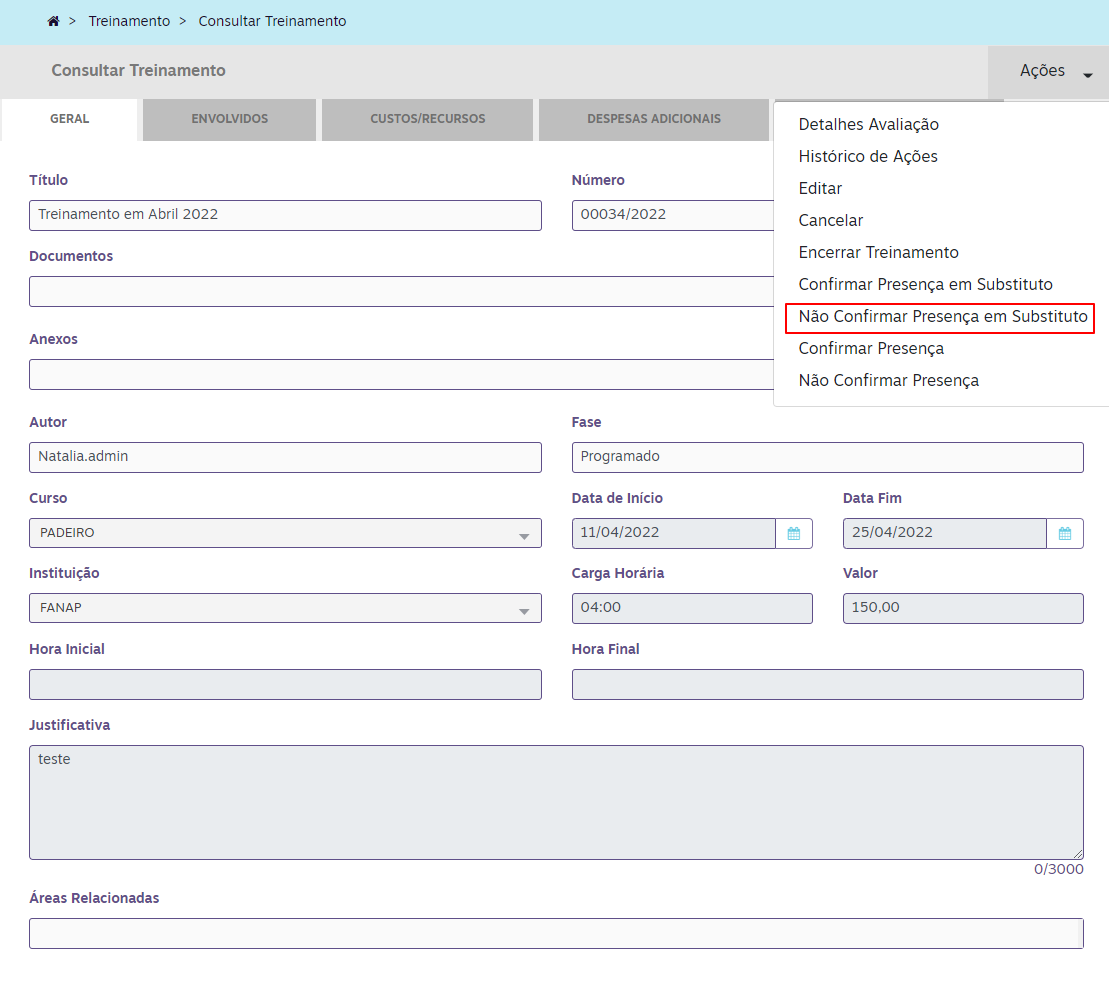 > Treinamento > Consultar Treinamento
Consultar Treinamento
Ações
GERAL
ENVOLVIDOS
CUSTOS/RECURSOS
DESPESAS ADICIONAIS
Detalhes Avaliação
Histórico de Ações
Editar
Cancelar
Encerrar Treinamento
Confirmar Presença em Substituto
Não Confirmar Presença em Substituto
Confirmar Presença
Não Confirmar Presença
Título
Número
Treinamento em Abril 2022
00034/2022
Documentos
Anexos
Autor
Fase
Natalia.admin
Programado
Curso
Data de Início
Data Fim
PADEIRO
11/04/2022
25/04/2022
Instituição
Carga Horária
Valor
FANAP
04:00
150,00
Hora Inicial
Hora Final
Justificativa
teste
0/3000
Áreas Relacionadas